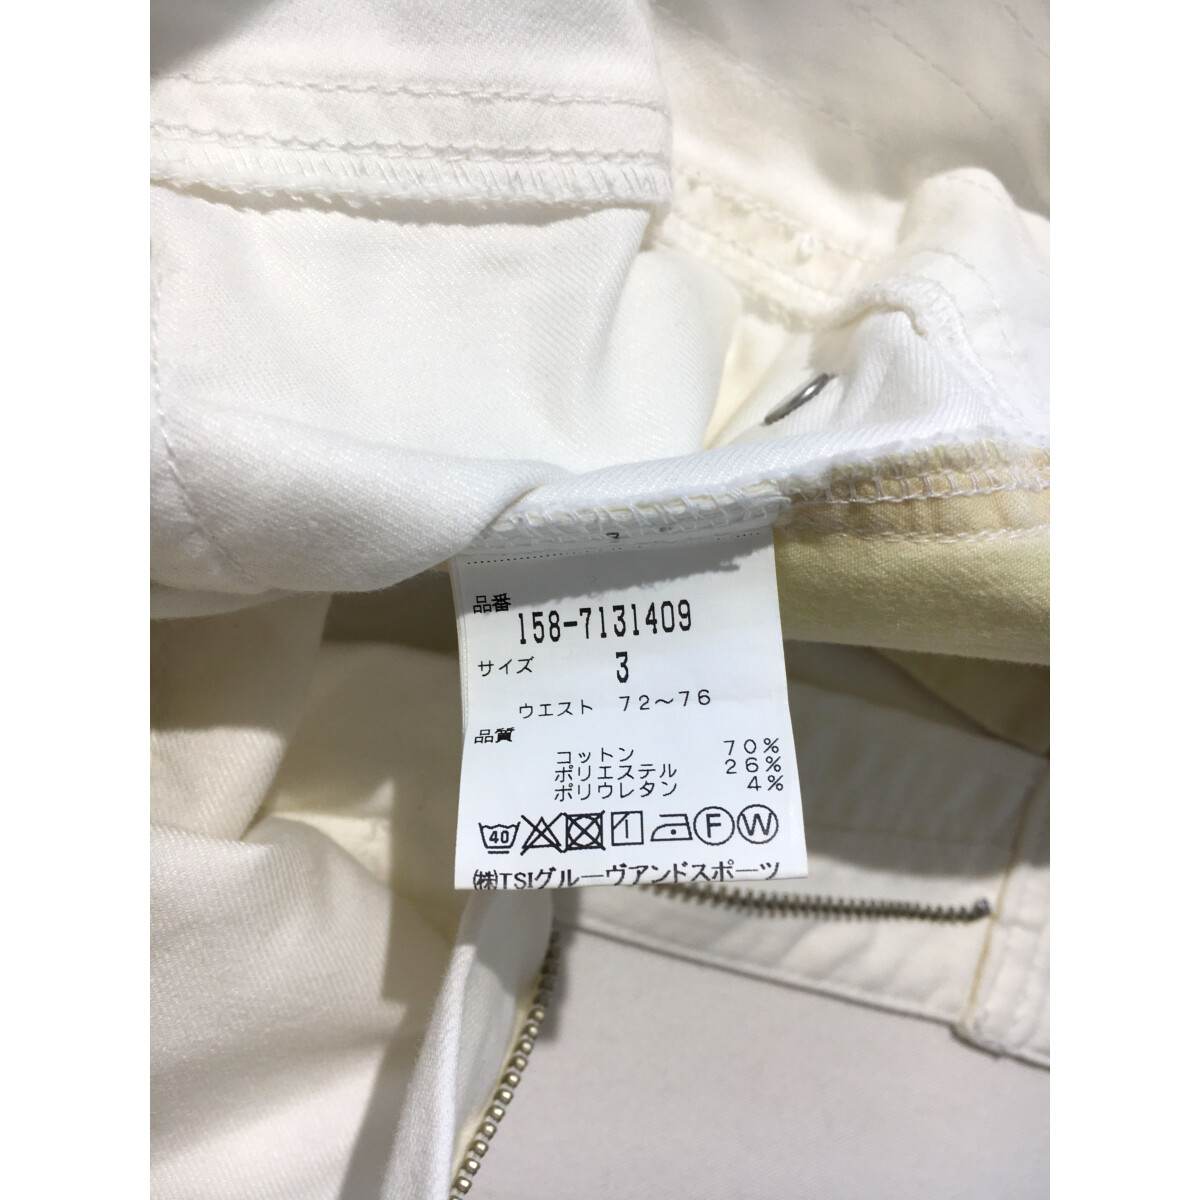 品番
158-7131409
サイズ 3
ウエスト 72〜76
品質
コットン 70%
ポリエステル 26%
ポリウレタン 4%
40 F W
㈱TSIグルーヴアンドスポーツ